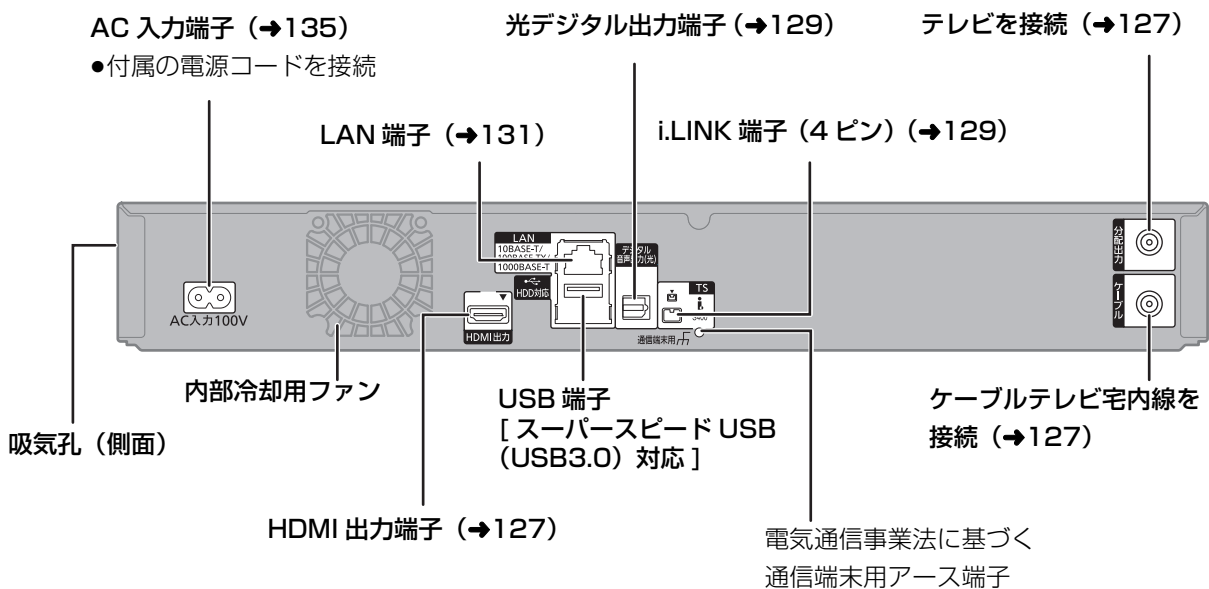 AC 入力端子（➔135）
●付属の電源コードを接続
光デジタル出力端子（➔129）
テレビを接続（➔127）
LAN 端子（➔131）
i.LINK 端子（4 ピン）（➔129）
LAN
10BASE-T/
100BASE-TX/
1000BASE-T
HDD対応
デジタル
音声出力(光)
TS
i.
S400
分配出力
ケーブル
AC入力100V
HDMI出力
通信端末用
内部冷却用ファン
吸気孔（側面）
USB 端子
[ スーパースピード USB
（USB3.0）対応 ]
ケーブルテレビ宅内線を
接続（➔127）
HDMI 出力端子（➔127）
電気通信事業法に基づく
通信端末用アース端子